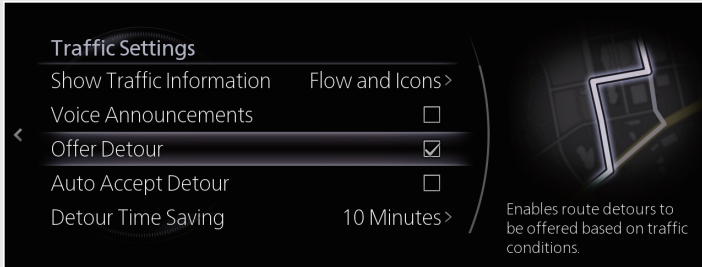 Traffic Settings
Show Traffic Information Flow and Icons >
Voice Announcements
Offer Detour
Auto Accept Detour
Detour Time Saving 10 Minutes >
Enables route detours to
be offered based on traffic
conditions.